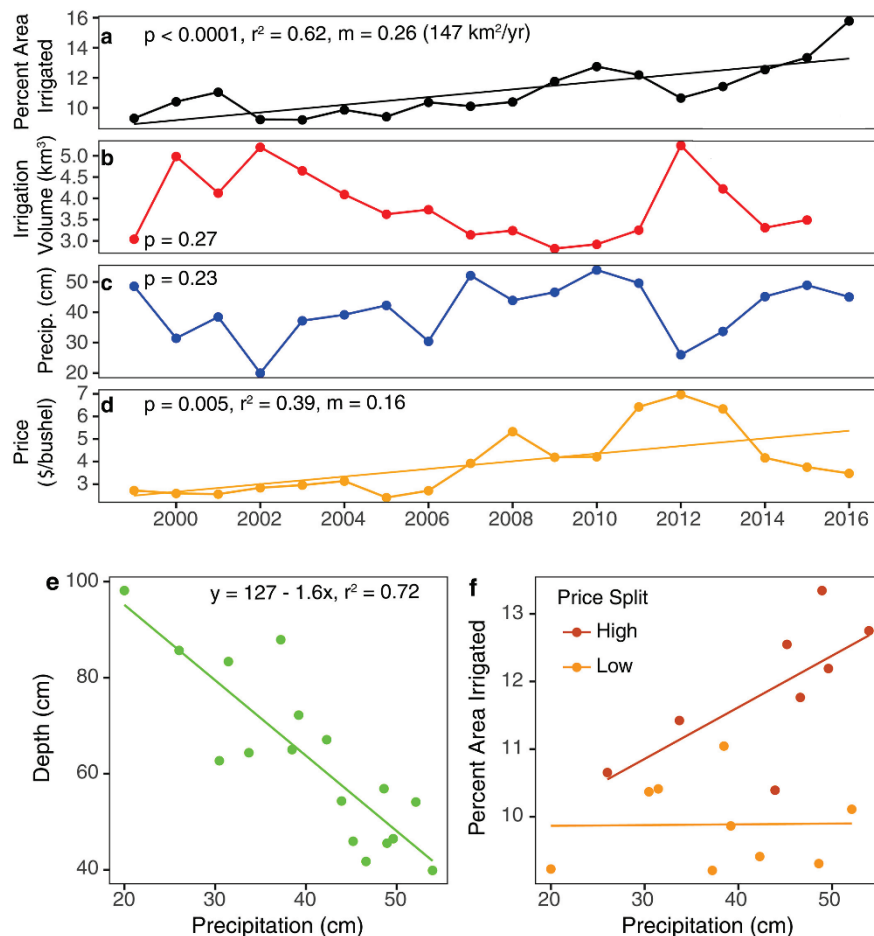 a
p < 0.0001, r² = 0.62, m = 0.26 (147 km²/yr)
Percent Area
Irrigated
16
14
12
10
b
p = 0.27
Irrigation
Volume (km³)
5.0
4.5
4.0
3.5
3.0
c
p = 0.23
Precip. (cm)
50
40
30
20
d
p = 0.005, r² = 0.39, m = 0.16
Price
($/bushel)
7
6
5
4
3
2000 2002 2004 2006 2008 2010 2012 2014 2016
e
y = 127 - 1.6x, r² = 0.72
Depth (cm)
100
80
60
40
20 30 40 50
Precipitation (cm)
f
Price Split
High
Low
Percent Area Irrigated
13
12
11
10
20 30 40 50
Precipitation (cm)